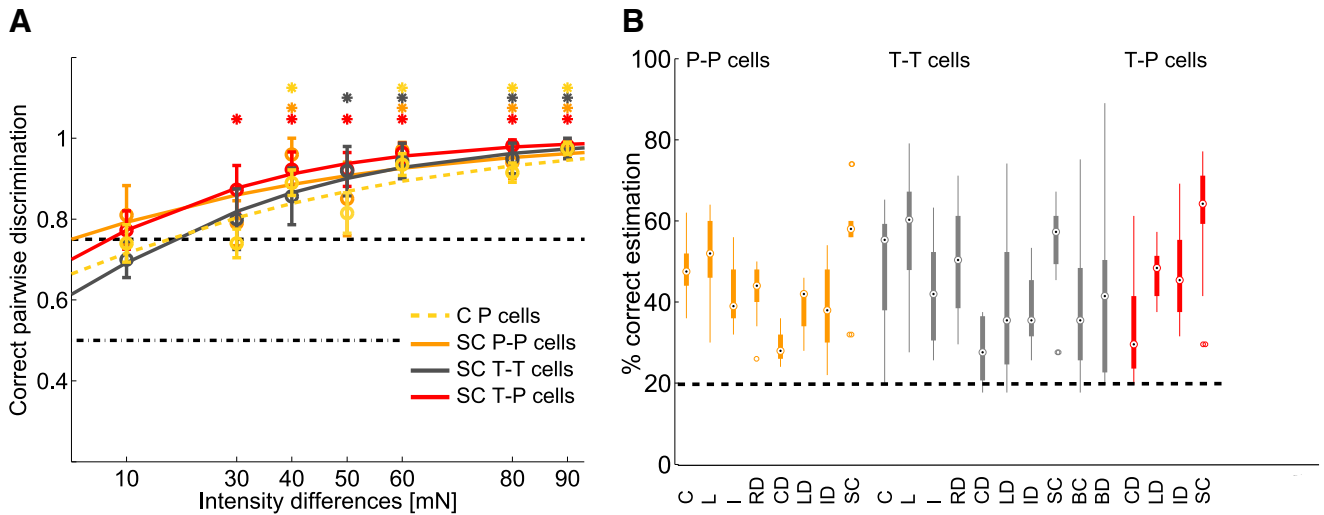 A
Correct pairwise discrimination
1
0.8
0.6
0.4
C P cells
SC P-P cells
SC T-T cells
SC T-P cells
10 30 40 50 60 80 90
Intensity differences [mN]
B
% correct estimation
100
80
60
40
20
0
P-P cells T-T cells T-P cells
C L I RD CD LD ID SC C L I RD CD LD ID SC BC BD CD LD ID SC